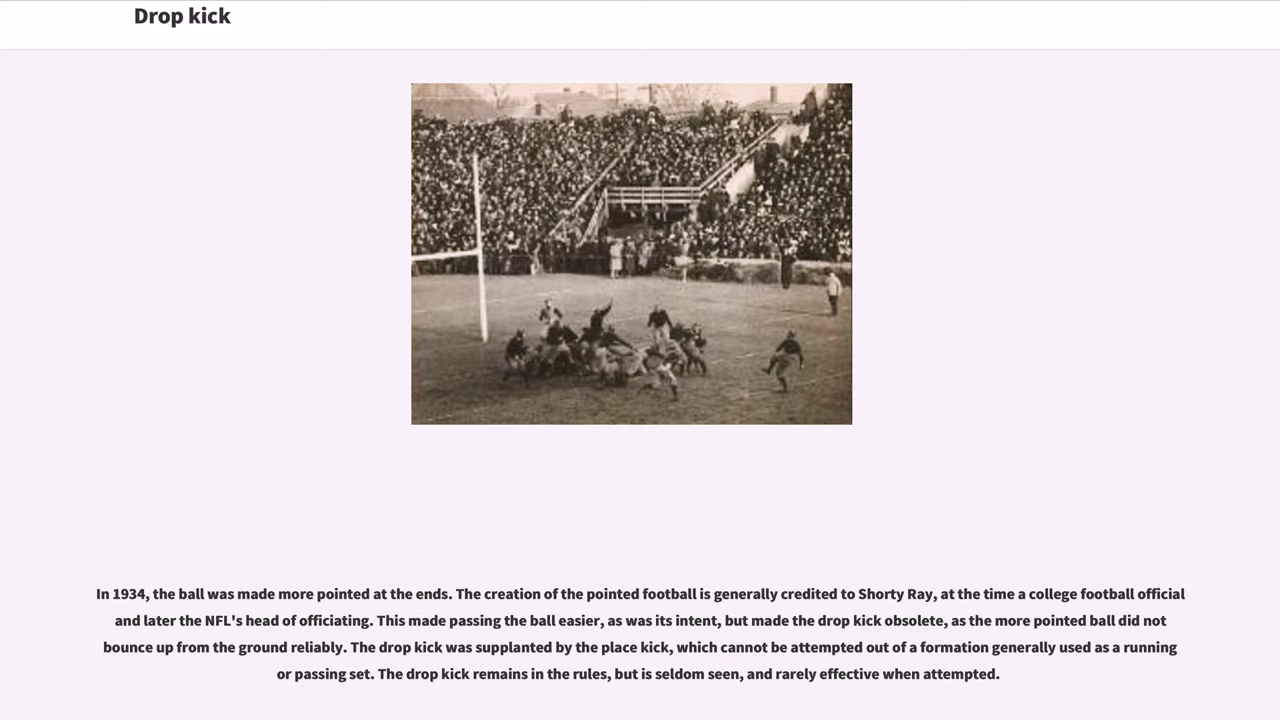 Drop kick
In 1934, the ball was made more pointed at the ends. The creation of the pointed football is generally credited to Shorty Ray, at the time a college football official
and later the NFL's head of officiating. This made passing the ball easier, as was its intent, but made the drop kick obsolete, as the more pointed ball did not
bounce up from the ground reliably. The drop kick was supplanted by the place kick, which cannot be attempted out of a formation generally used as a running
or passing set. The drop kick remains in the rules, but is seldom seen, and rarely effective when attempted.